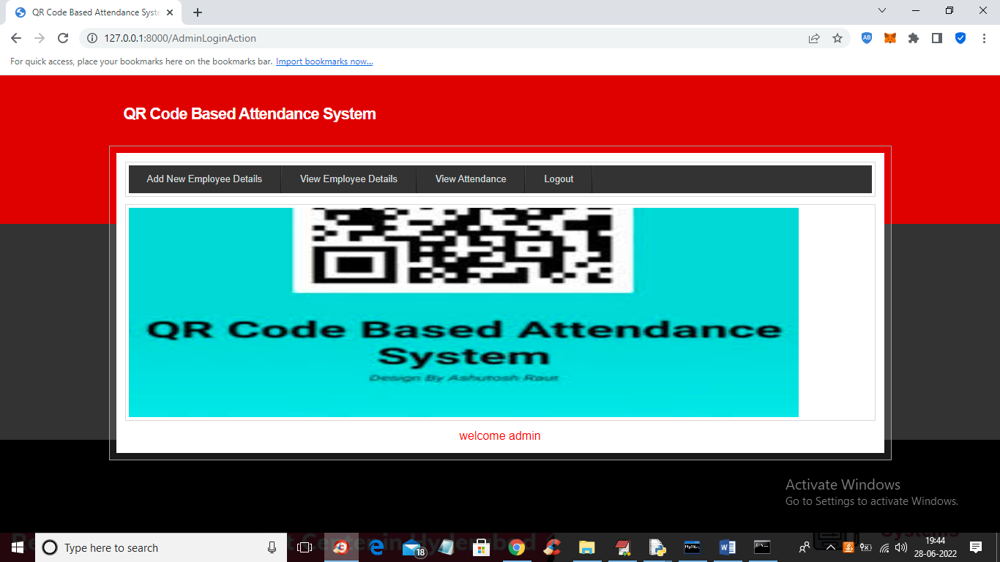 QR Code Based Attendance Syste
127.0.0.1:8000/AdminLoginAction
For quick access, place your bookmarks here on the bookmarks bar. Import bookmarks now...
QR Code Based Attendance System
Add New Employee Details View Employee Details View Attendance Logout
QR Code Based Attendance
System
Design By Ashutosh Raut
welcome admin
Activate Windows
Go to Settings to activate Windows.
Type here to search
18
19:44
28-06-2022